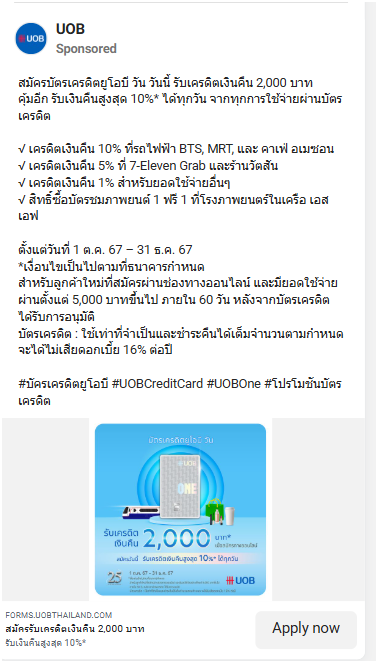 UOB
UOB
Sponsored
สมัครบัตรเครดิตยูโอบี วัน วันนี้ รับเครดิตเงินคืน 2,000 บาท
คุ้มอีก รับเงินคืนสูงสุด 10%* ได้ทุกวัน จากทุกการใช้จ่ายผ่านบัตร
เครดิต
√ เครดิตเงินคืน 10% ที่รถไฟฟ้า BTS, MRT, และ คาเฟ่ อเมซอน
√ เครดิตเงินคืน 5% ที่ 7-Eleven Grab และร้านวัตสัน
√ เครดิตเงินคืน 1% สำหรับยอดใช้จ่ายอื่นๆ
√ สิทธิ์ซื้อบัตรชมภาพยนต์ 1 ฟรี 1 ที่โรงภาพยนตร์ในเครือ เอส
เอฟ
ตั้งแต่วันที่ 1 ต.ค. 67 – 31 ธ.ค. 67
*เงื่อนไขเป็นไปตามที่ธนาคารกำหนด
สำหรับลูกค้าใหม่ที่สมัครผ่านช่องทางออนไลน์ และมียอดใช้จ่าย
ผ่านตั้งแต่ 5,000 บาทขึ้นไป ภายใน 60 วัน หลังจากบัตรเครดิต
ได้รับการอนุมัติ
บัตรเครดิต : ใช้เท่าที่จำเป็นและชำระคืนได้เต็มจำนวนตามกำหนด
จะได้ไม่เสียดอกเบี้ย 16% ต่อปี
#บัตรเครดิตยูโอบี #UOBCreditCard #UOBOne #โปรโมชันบัตร
เครดิต
บัตรเครดิตยูโอบี วัน
UOB
ONE
รับเครดิต
เงินคืน 2,000 บาท*
สมัครวันนี้ รับเครดิตเงินคืนสูงสุด 10%* ได้ทุกวัน
25
1 ต.ค. 67 - 31 ธ.ค. 67
UOB
FORMS.UOBTHAILAND.COM
สมัครรับเครดิตเงินคืน 2,000 บาท
รับเงินคืนสูงสุด 10%*
Apply now